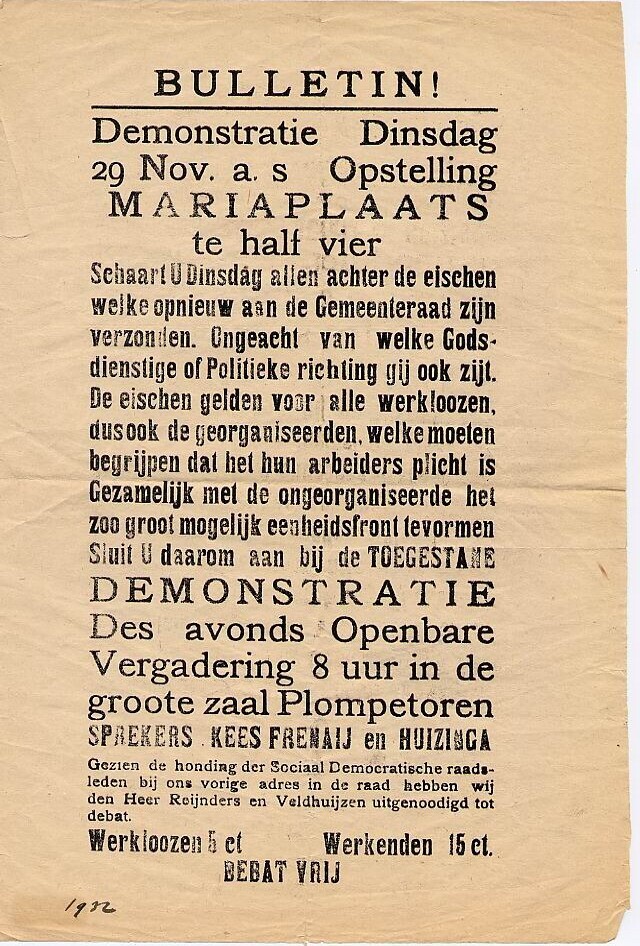 BULLETIN!
Demonstratie Dinsdag
29 Nov. a. s Opstelling
MARIAPLAATS
te half vier
Schaart U Dinsdag allen achter de eischen
welke opnieuw aan de Gemeenteraad zijn
verzonden. Ongeacht van welke Gods-
dienstige of Politieke richting gij ook zijt.
De eischen gelden voor alle werkloozen,
dus ook de georganiseerden, welke moeten
begrijpen dat het hun arbeiders plicht is
Gezamelijk met de ongeorganiseerde het
zoo groot mogelijk eenheidsfront tevormen
Sluit U daarom aan bij de TOEGESTANE
DEMONSTRATIE
Des avonds Openbare
Vergadering 8 uur in de
groote zaal Plompetoren
SPREKERS . KEES FRENAIJ en HUIZINGA
Gezien de honding der Sociaal Democratische raads-
leden bij ons vorige adres in de raad hebben wij
den Heer Reijnders en Veldhuijzen uitgenoodigd tot
debat.
Werkloozen 5 ct Werkenden 15 ct.
DEBAT VRIJ
1932